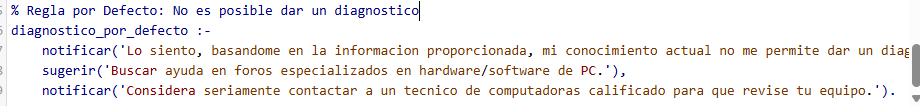 % Regla por Defecto: No es posible dar un diagnostico
diagnostico_por_defecto :-
notificar('Lo siento, basandome en la informacion proporcionada, mi conocimiento actual no me permite dar un diag
sugerir('Buscar ayuda en foros especializados en hardware/software de PC.'),
notificar('Considera seriamente contactar a un tecnico de computadoras calificado para que revise tu equipo.').